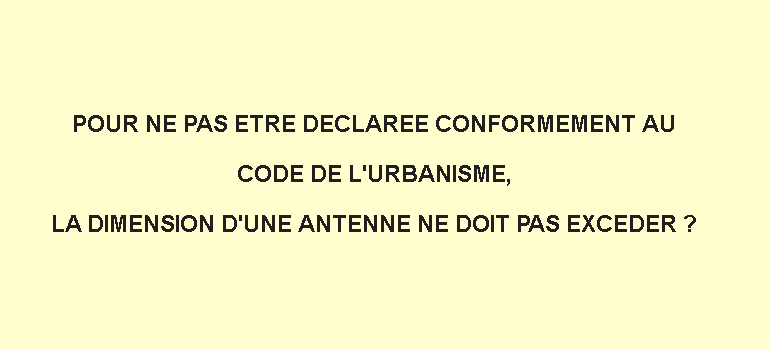 POUR NE PAS ETRE DECLAREE CONFORMEMENT AU
CODE DE L'URBANISME,
LA DIMENSION D'UNE ANTENNE NE DOIT PAS EXCEDER ?